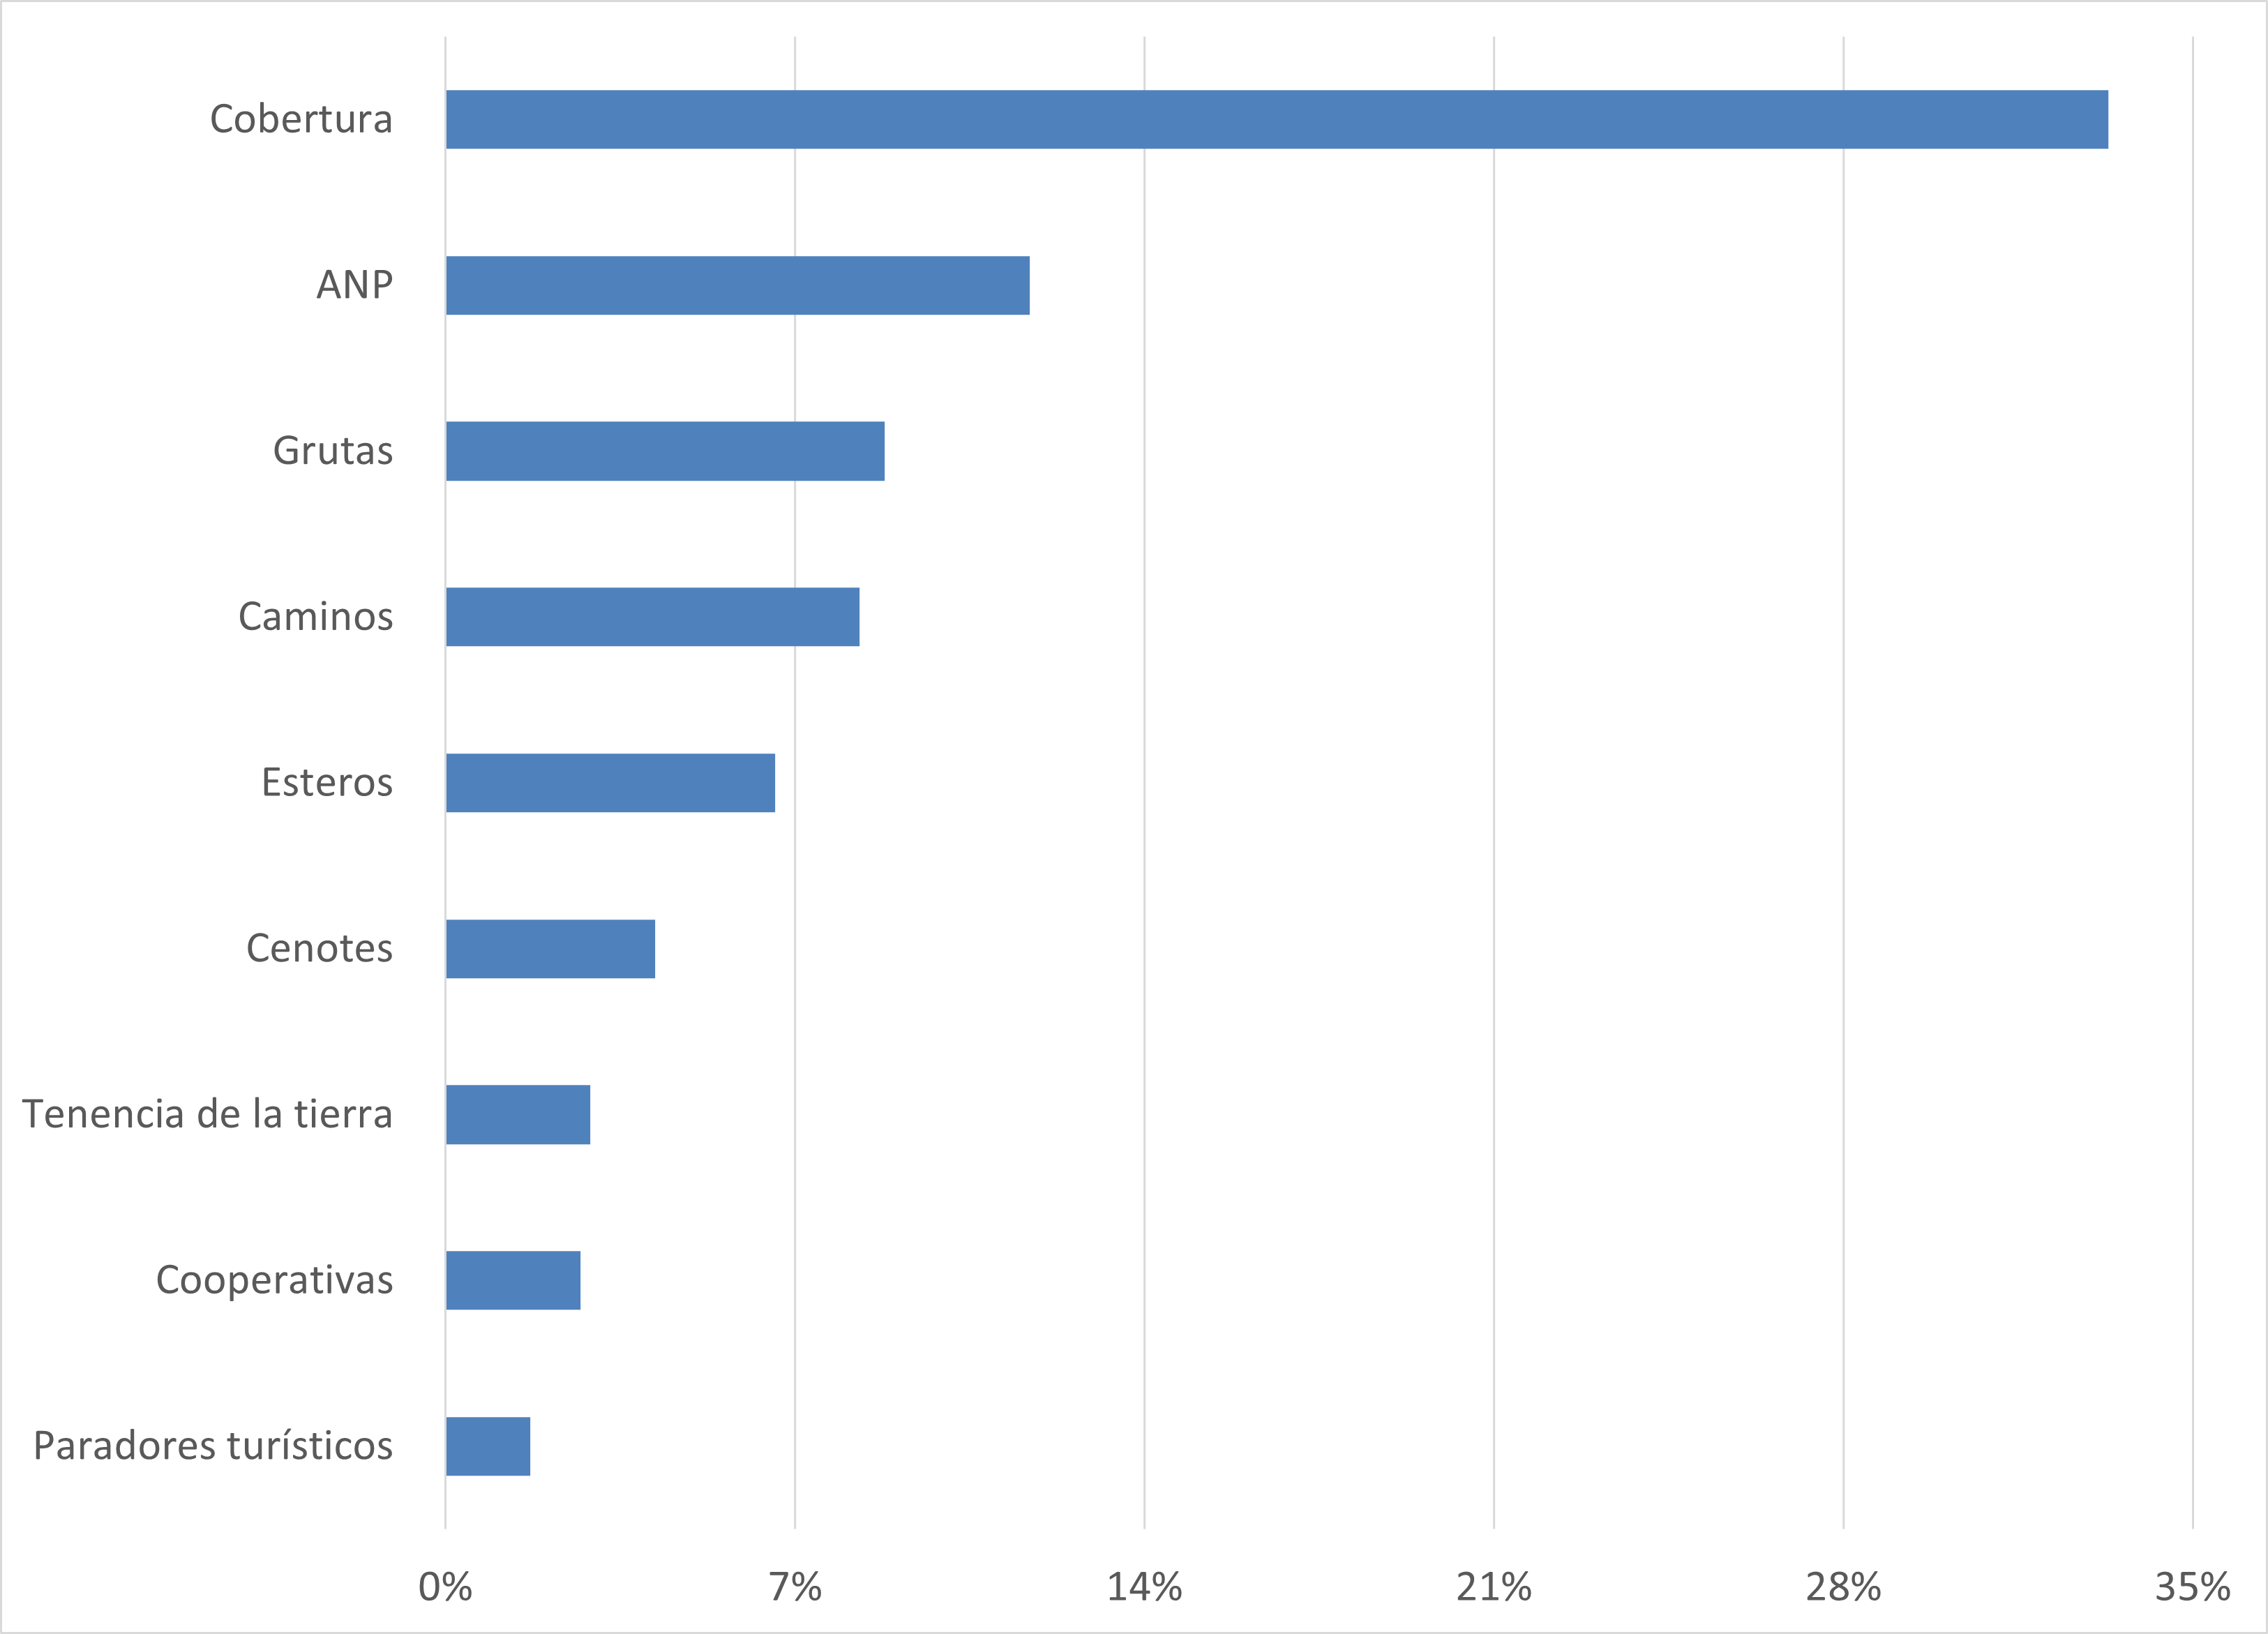 Cobertura
ANP
Grutas
Caminos
Esteros
Cenotes
Tenencia de la tierra
Cooperativas
Paradores turísticos
0% 7% 14% 21% 28% 35%